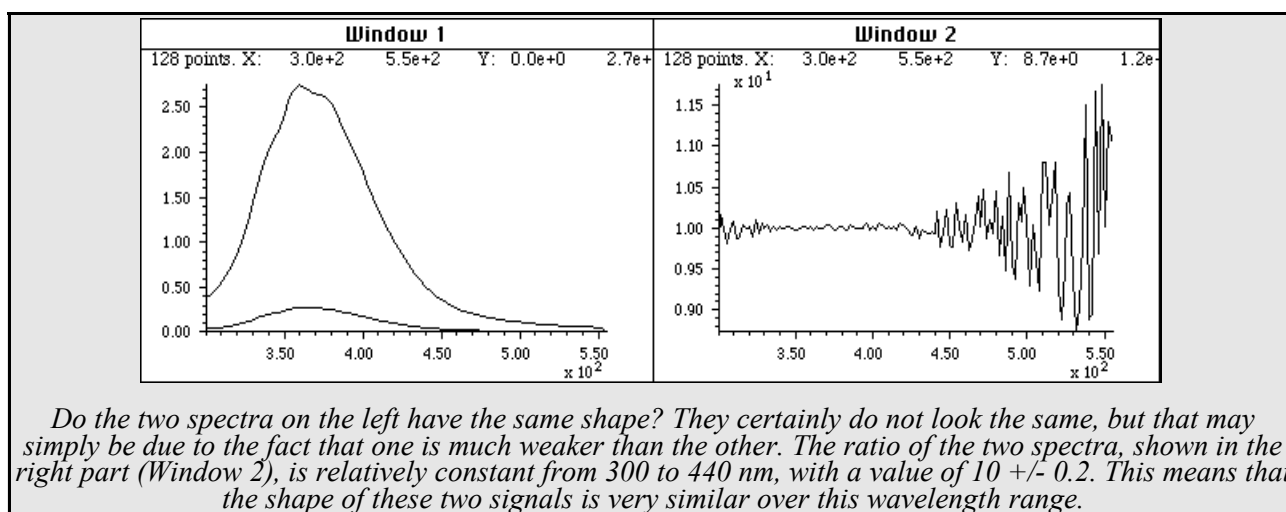 Window 1
Window 2
128 points. X: 3.0e+2 5.5e+2 Y: 0.0e+0 2.7e+
128 points. X: 3.0e+2 5.5e+2 Y: 8.7e+0 1.2e-
2.50
2.00
1.50
1.00
0.50
0.00
3.50 4.00 4.50 5.00 5.50
x 10²
x 10¹
1.15
1.10
1.05
1.00
0.95
0.90
3.50 4.00 4.50 5.00 5.50
x 10²
Do the two spectra on the left have the same shape? They certainly do not look the same, but that may
simply be due to the fact that one is much weaker than the other. The ratio of the two spectra, shown in the
right part (Window 2), is relatively constant from 300 to 440 nm, with a value of 10 +/- 0.2. This means that
the shape of these two signals is very similar over this wavelength range.